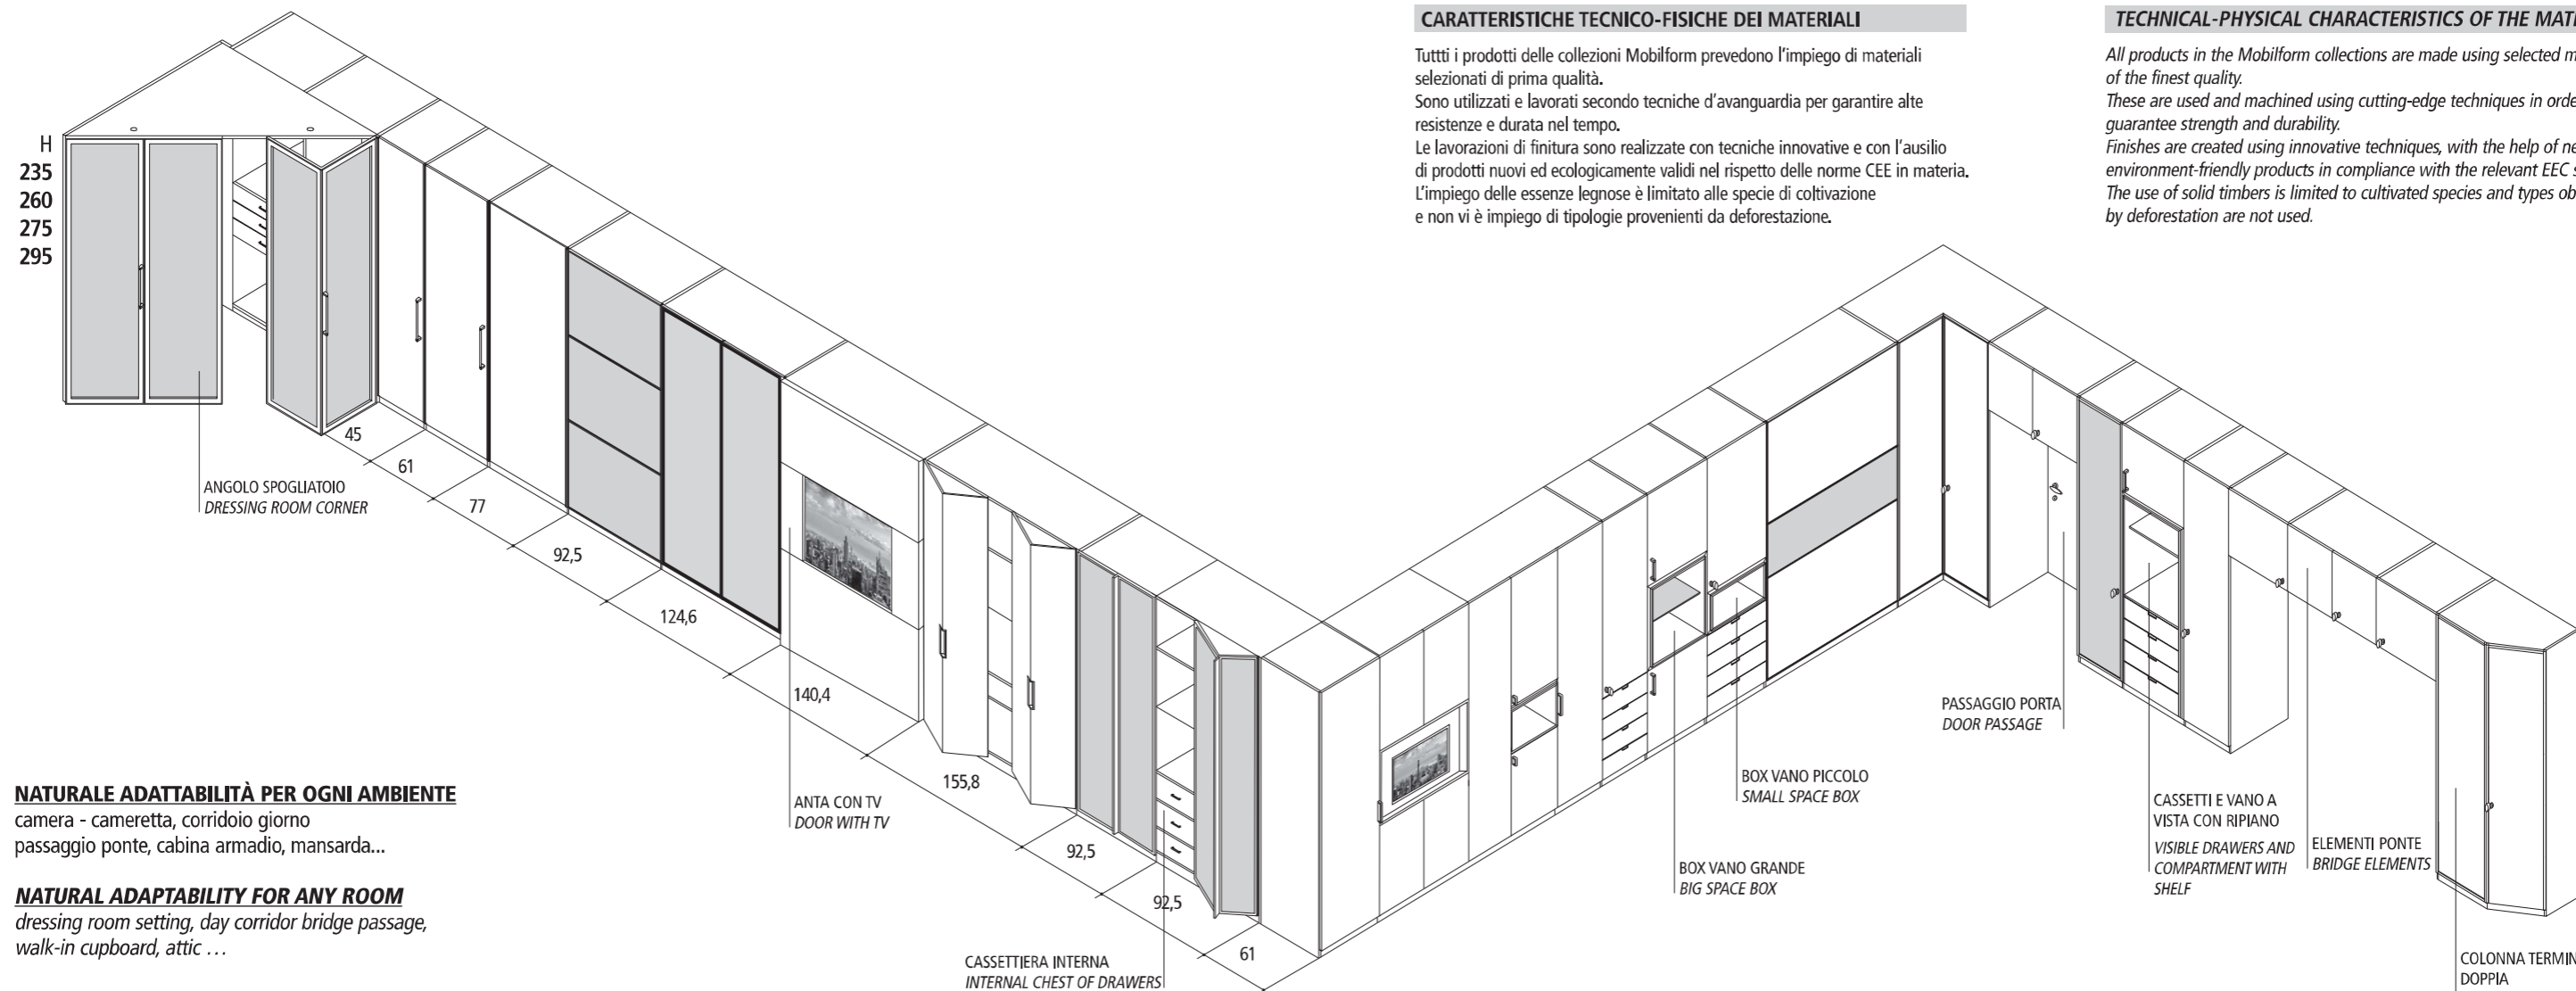 CARATTERISTICHE TECNICO-FISICHE DEI MATERIALI
Tuttti i prodotti delle collezioni Mobilform prevedono l'impiego di materiali
selezionati di prima qualità.
Sono utilizzati e lavorati secondo tecniche d'avanguardia per garantire alte
resistenze e durata nel tempo.
Le lavorazioni di finitura sono realizzate con tecniche innovative e con l'ausilio
di prodotti nuovi ed ecologicamente validi nel rispetto delle norme CEE in materia.
L'impiego delle essenze legnose è limitato alle specie di coltivazione
e non vi è impiego di tipologie provenienti da deforestazione.
TECHNICAL-PHYSICAL CHARACTERISTICS OF THE
All products in the Mobilform collections are made using selected
of the finest quality.
These are used and machined using cutting-edge techniques in
guarantee strength and durability.
Finishes are created using innovative techniques, with the help of
environment-friendly products in compliance with the relevant EEC
The use of solid timbers is limited to cultivated species and types
by deforestation are not used.
H
235
260
275
295
45
61
77
92,5
124,6
140,4
155,8
92,5
92,5
61
ANGOLO SPOGLIATOIO
DRESSING ROOM CORNER
ANTA CON TV
DOOR WITH TV
CASSETTIERA INTERNA
INTERNAL CHEST OF DRAWERS
BOX VANO GRANDE
BIG SPACE BOX
BOX VANO PICCOLO
SMALL SPACE BOX
PASSAGGIO PORTA
DOOR PASSAGE
CASSETTI E VANO A
VISTA CON RIPIANO
VISIBLE DRAWERS AND
COMPARTMENT WITH
SHELF
ELEMENTI PONTE
BRIDGE ELEMENTS
COLONNA
DOPPIA
NATURALE ADATTABILITÀ PER OGNI AMBIENTE
camera - cameretta, corridoio giorno
passaggio ponte, cabina armadio, mansarda...
NATURAL ADAPTABILITY FOR ANY ROOM
dressing room setting, day corridor bridge passage,
walk-in cupboard, attic …